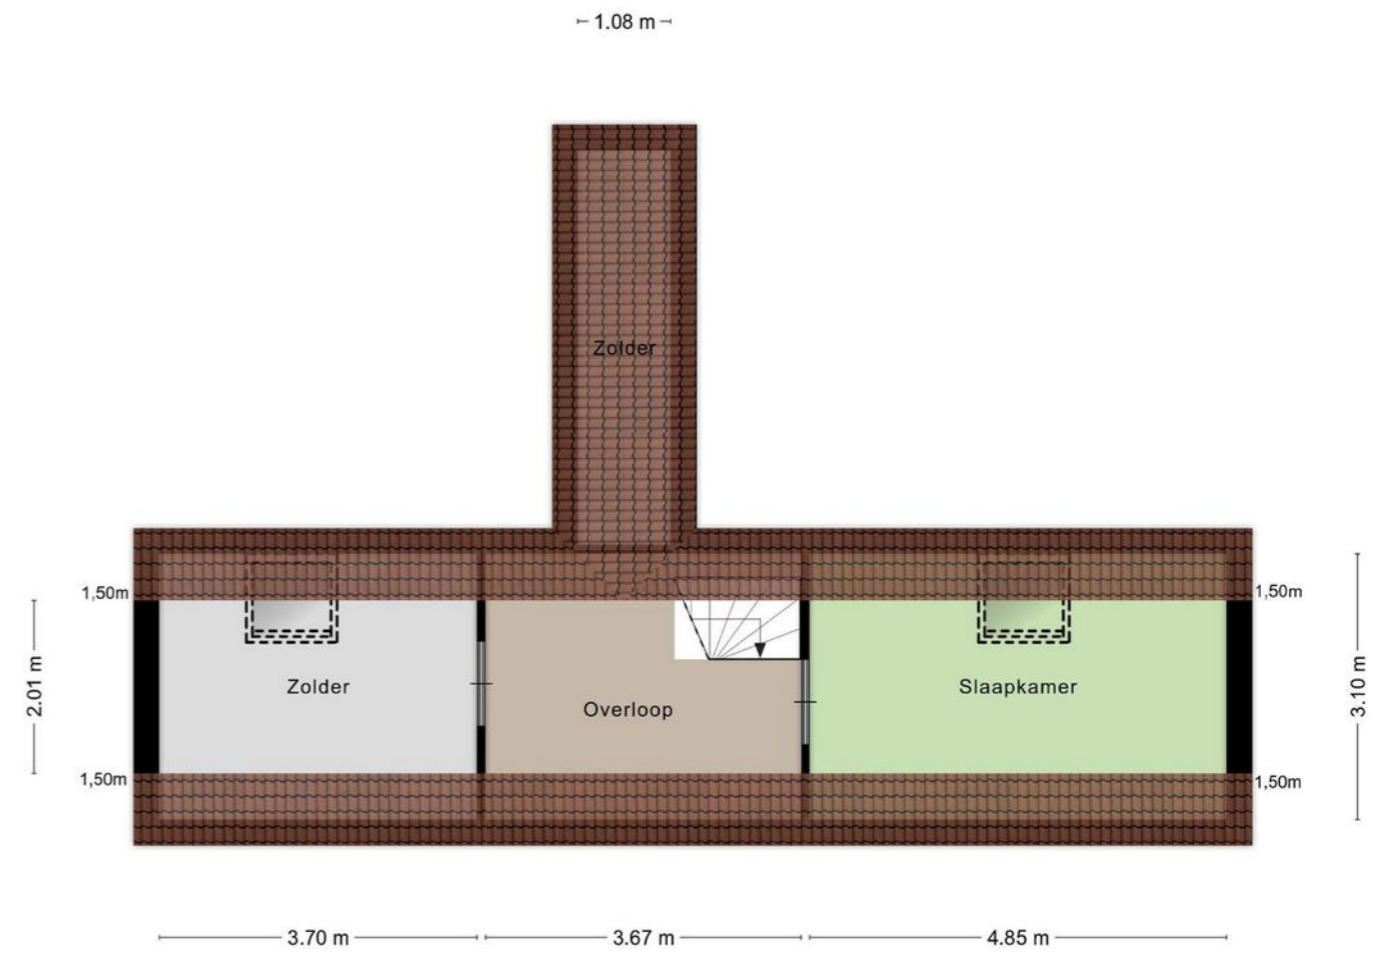 1.08 m
Zolder
1,50m
1,50m
2.01 m
3.10 m
Zolder
Overloop
Slaapkamer
1,50m
1,50m
3.70 m
3.67 m
4.85 m